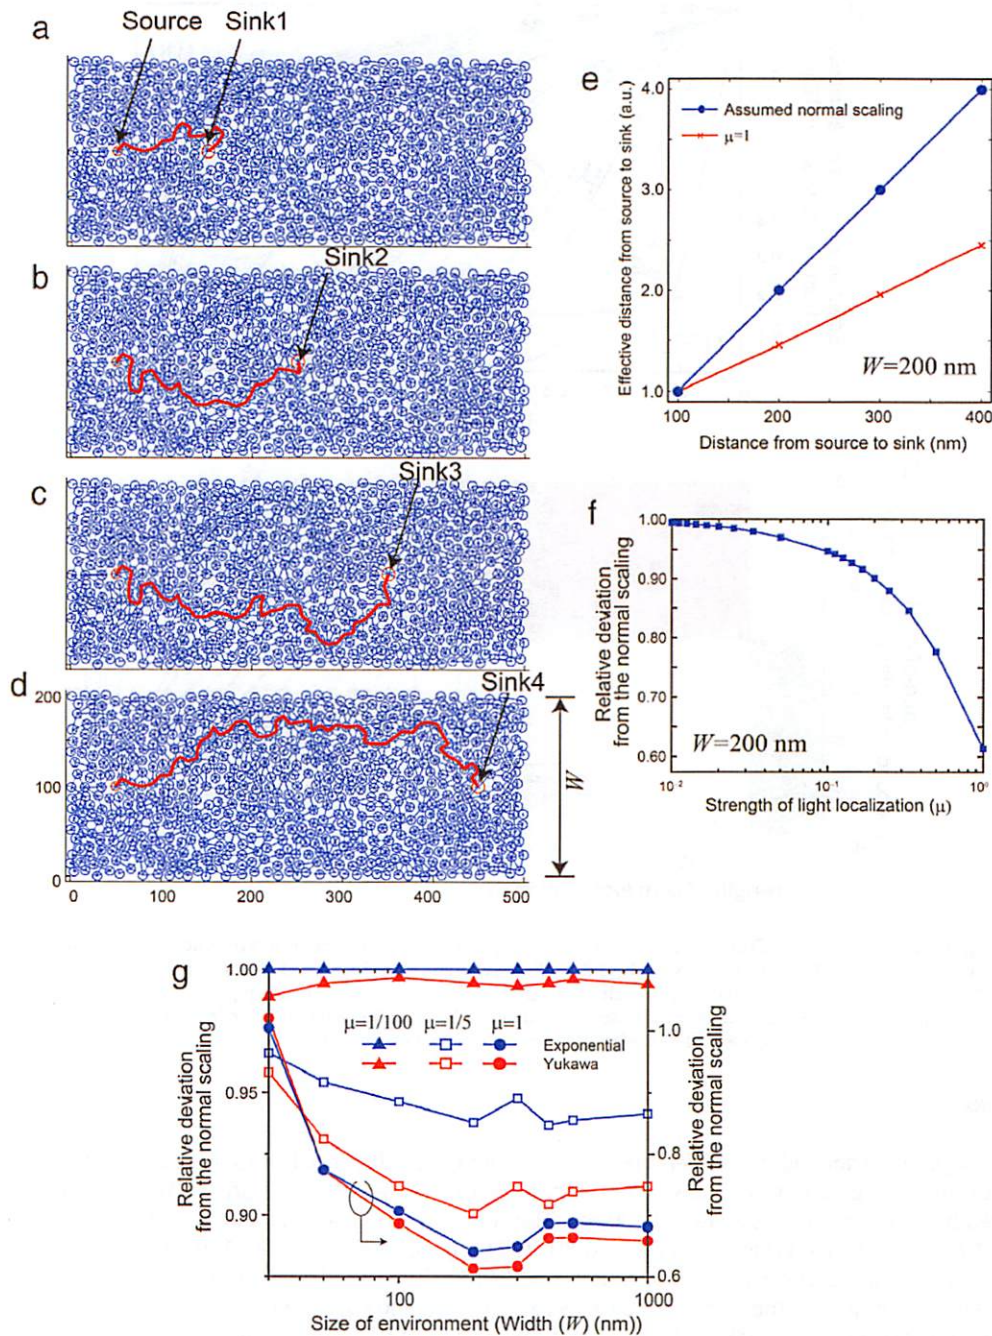 a
Source
Sink1
b
Sink2
c
Sink3
d
Sink4
200
100
0
0
100
200
300
400
500
W
e
Effective distance from source to sink (a.u.)
4.0
3.0
2.0
1.0
Assumed normal scaling
μ=1
W=200 nm
100
200
300
400
Distance from source to sink (nm)
f
Relative deviation
from the normal scaling
1.00
0.90
0.80
0.70
0.60
W=200 nm
10⁻²
10⁻¹
10⁰
Strength of light localization (μ)
g
Relative deviation
from the normal scaling
1.00
0.95
0.90
μ=1/100 μ=1/5 μ=1
Exponential
Yukawa
1.0
0.8
0.6
Relative deviation
from the normal scaling
100
1000
Size of environment (Width (W) (nm))